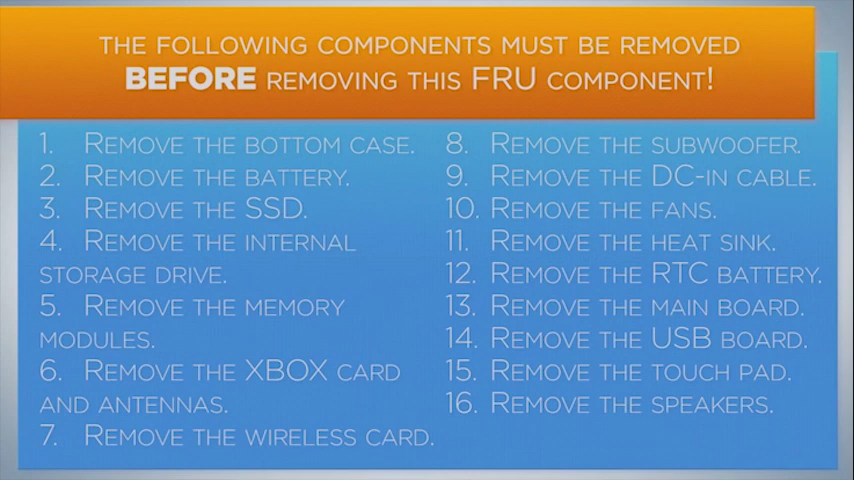 THE FOLLOWING COMPONENTS MUST BE REMOVED
BEFORE REMOVING THIS FRU COMPONENT!
1. REMOVE THE BOTTOM CASE.
2. REMOVE THE BATTERY.
3. REMOVE THE SSD.
4. REMOVE THE INTERNAL
STORAGE DRIVE.
5. REMOVE THE MEMORY
MODULES.
6. REMOVE THE XBOX CARD
AND ANTENNAS.
7. REMOVE THE WIRELESS CARD.
8. REMOVE THE SUBWOOFER.
9. REMOVE THE DC-IN CABLE.
10. REMOVE THE FANS.
11. REMOVE THE HEAT SINK.
12. REMOVE THE RTC BATTERY.
13. REMOVE THE MAIN BOARD.
14. REMOVE THE USB BOARD.
15. REMOVE THE TOUCH PAD.
16. REMOVE THE SPEAKERS.